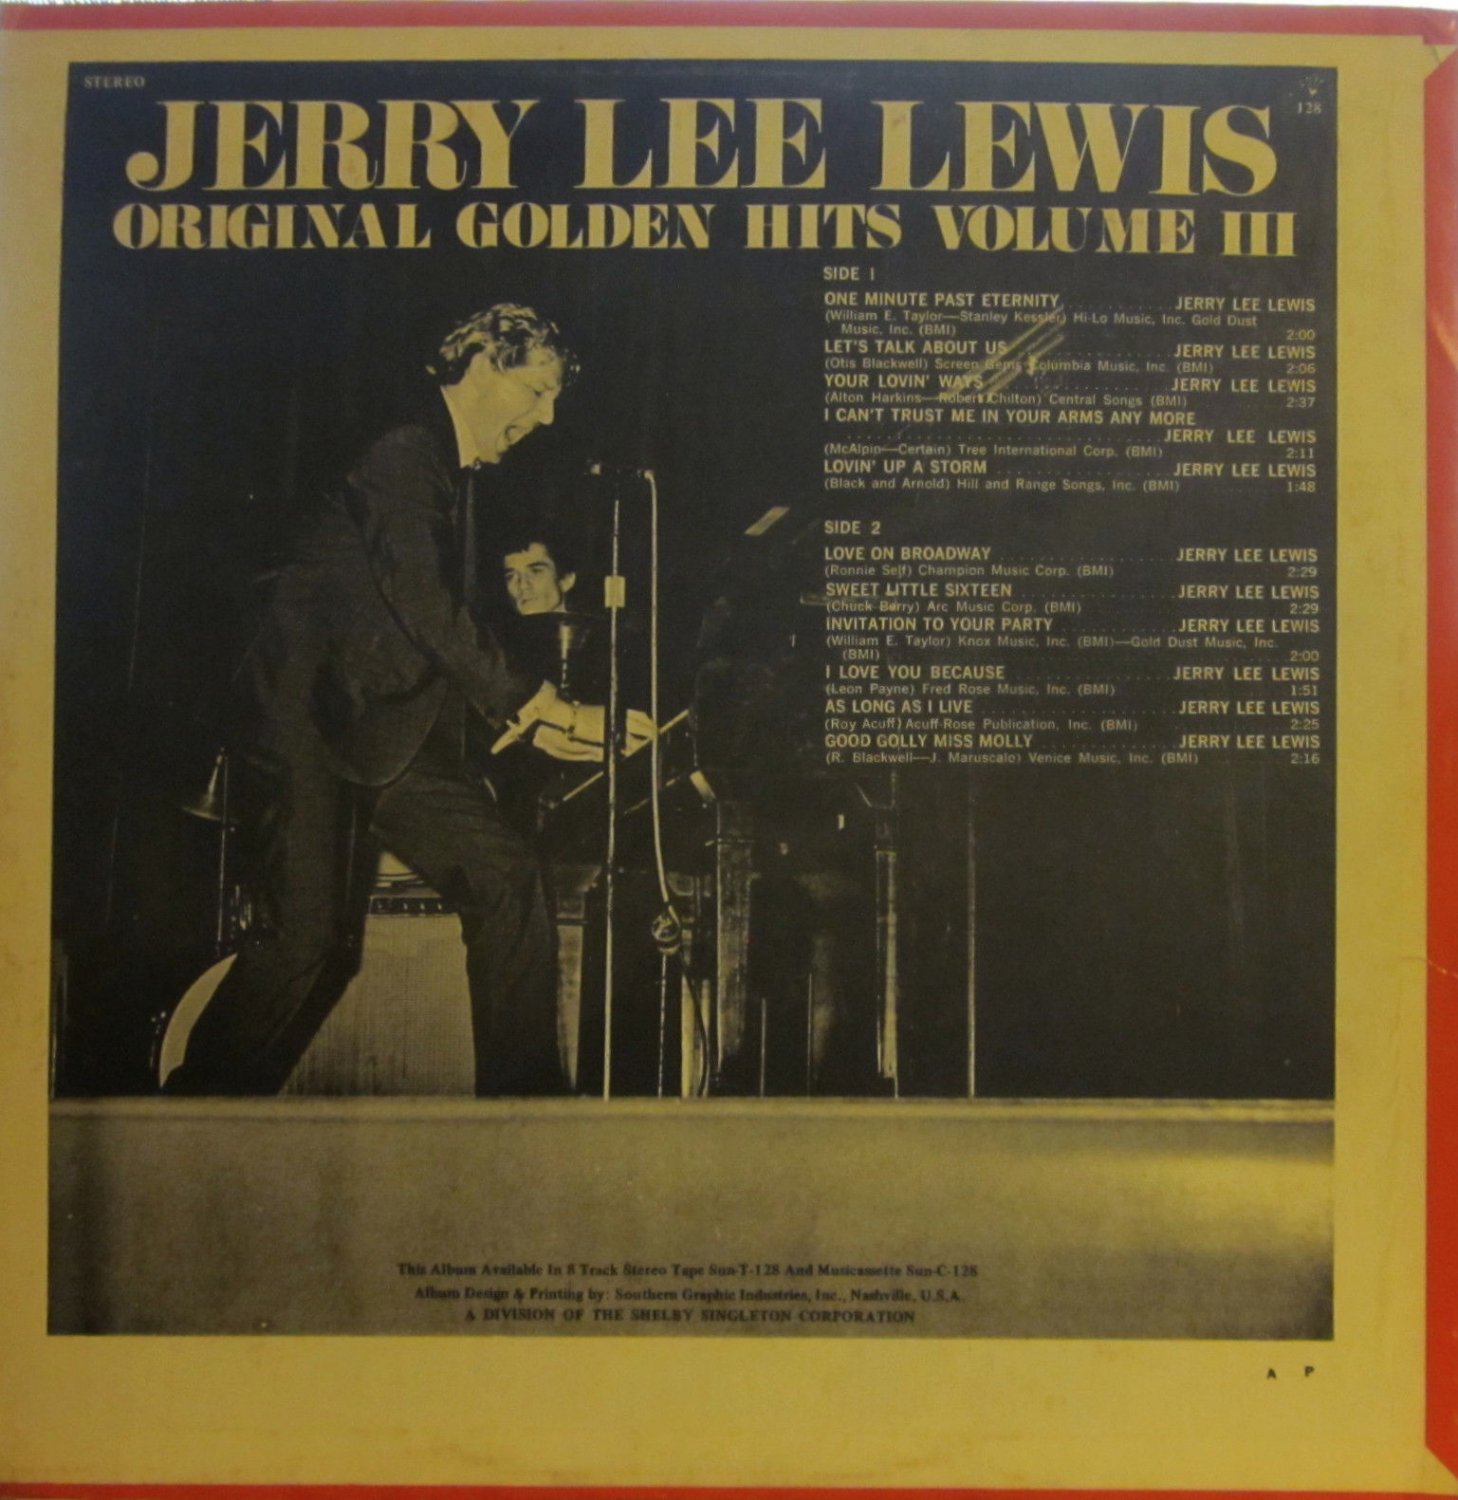 STEREO
128
JERRY LEE LEWIS
ORIGINAL GOLDEN HITS VOLUME III
SIDE 1
ONE MINUTE PAST ETERNITY . . . . . . . . . . . JERRY LEE LEWIS
(William E. Taylor—Stanley Kessler) Hi-Lo Music, Inc. Gold Dust
Music, Inc. (BMI) 2:00
LET'S TALK ABOUT US . . . . . . . . . . . . . . . JERRY LEE LEWIS
(Otis Blackwell) Screen Gems Columbia Music, Inc. (BMI) 2:06
YOUR LOVIN' WAYS . . . . . . . . . . . . . . . . JERRY LEE LEWIS
(Alton Harkins—Robert Chilton) Central Songs (BMI) 2:37
I CAN'T TRUST ME IN YOUR ARMS ANY MORE
. . . . . . . . . . . . . . . . . . . . . . . . . . . . JERRY LEE LEWIS
(McAlpin—Certain) Tree International Corp. (BMI) 2:11
LOVIN' UP A STORM . . . . . . . . . . . . . . . . JERRY LEE LEWIS
(Black and Arnold) Hill and Range Songs, Inc. (BMI) 1:48
SIDE 2
LOVE ON BROADWAY . . . . . . . . . . . . . . . . JERRY LEE LEWIS
(Ronnie Self) Champion Music Corp. (BMI) 2:29
SWEET LITTLE SIXTEEN . . . . . . . . . . . . . . JERRY LEE LEWIS
(Chuck Berry) Arc Music Corp. (BMI) 2:29
INVITATION TO YOUR PARTY . . . . . . . . . . . JERRY LEE LEWIS
(William E. Taylor) Knox Music, Inc. (BMI)—Gold Dust Music, Inc.
(BMI) 2:00
I LOVE YOU BECAUSE . . . . . . . . . . . . . . . JERRY LEE LEWIS
(Leon Payne) Fred Rose Music, Inc. (BMI) 1:51
AS LONG AS I LIVE . . . . . . . . . . . . . . . . . JERRY LEE LEWIS
(Roy Acuff) Acuff-Rose Publication, Inc. (BMI) 2:25
GOOD GOLLY MISS MOLLY . . . . . . . . . . . . JERRY LEE LEWIS
(R. Blackwell—J. Maruscalo) Venice Music, Inc. (BMI) 2:16
This Album Available In 8 Track Stereo Tape Sun-T-128 And Musicassette Sun-C-128
Album Design & Printing by: Southern Graphic Industries, Inc., Nashville, U.S.A.
A DIVISION OF THE SHELBY SINGLETON CORPORATION
A P